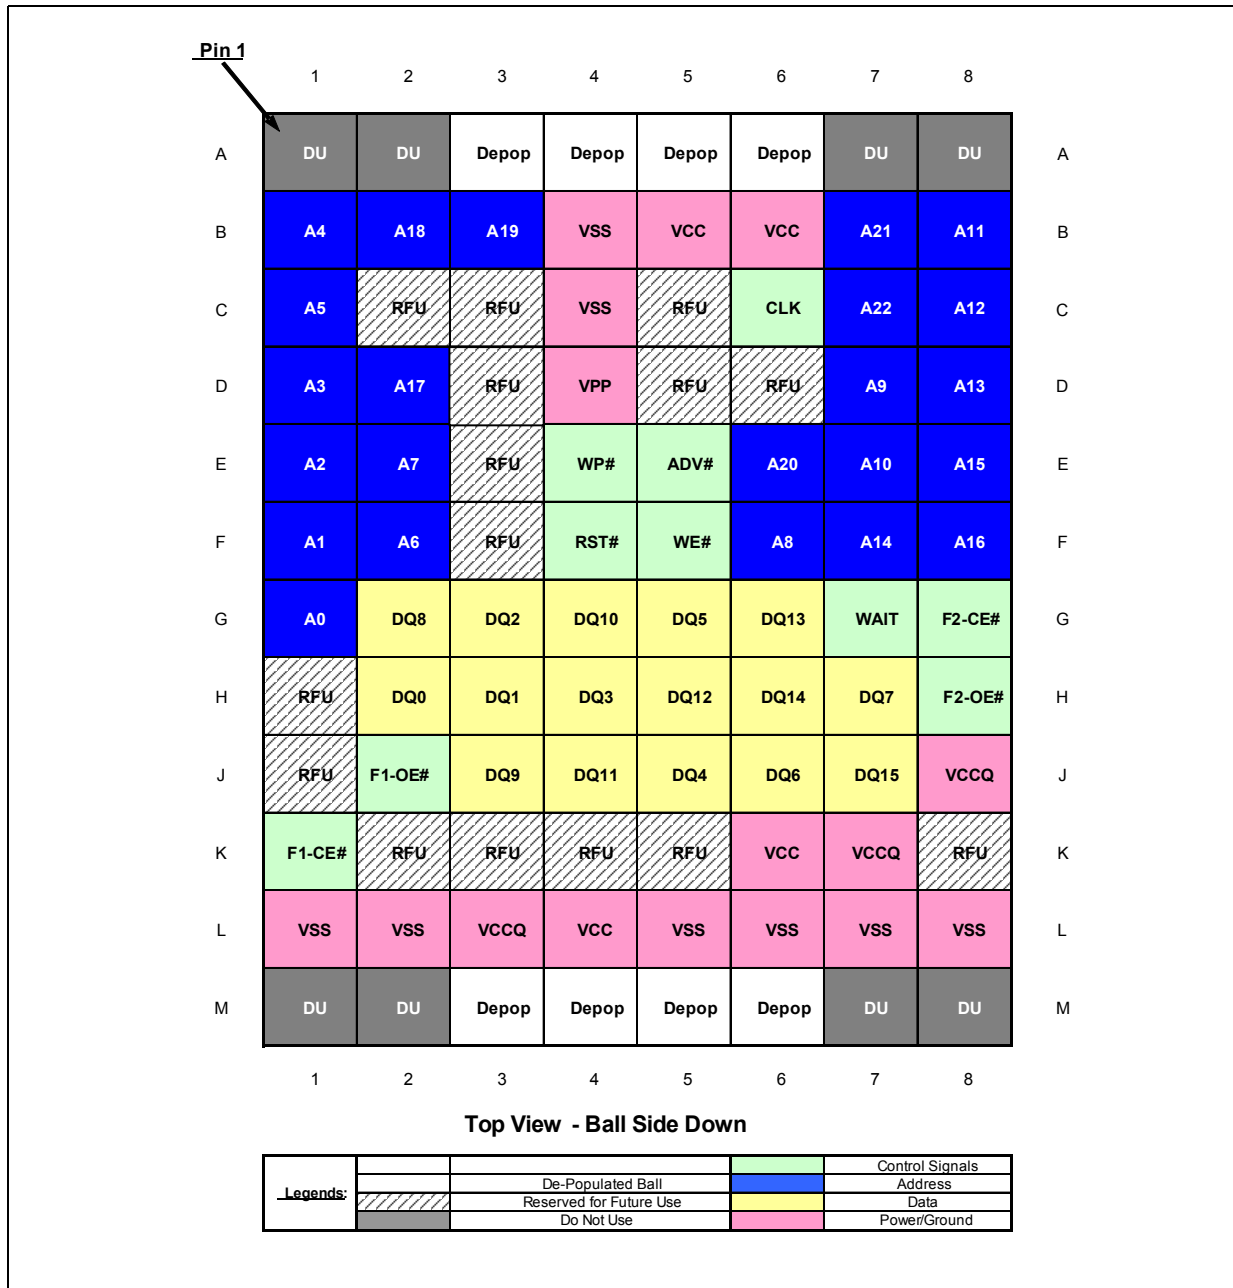 Pin 1
1 2 3 4 5 6 7 8
A DU DU Depop Depop Depop Depop DU DU A
B A4 A18 A19 VSS VCC VCC A21 A11 B
C A5 RFU RFU VSS RFU CLK A22 A12 C
D A3 A17 RFU VPP RFU RFU A9 A13 D
E A2 A7 RFU WP# ADV# A20 A10 A15 E
F A1 A6 RFU RST# WE# A8 A14 A16 F
G A0 DQ8 DQ2 DQ10 DQ5 DQ13 WAIT F2-CE# G
H RFU DQ0 DQ1 DQ3 DQ12 DQ14 DQ7 F2-OE# H
J RFU F1-OE# DQ9 DQ11 DQ4 DQ6 DQ15 VCCQ J
K F1-CE# RFU RFU RFU RFU VCC VCCQ RFU K
L VSS VSS VCCQ VCC VSS VSS VSS VSS L
M DU DU Depop Depop Depop Depop DU DU M
1 2 3 4 5 6 7 8
Top View - Ball Side Down
Legends:
Control Signals
De-Populated Ball Address
Reserved for Future Use Data
Do Not Use Power/Ground